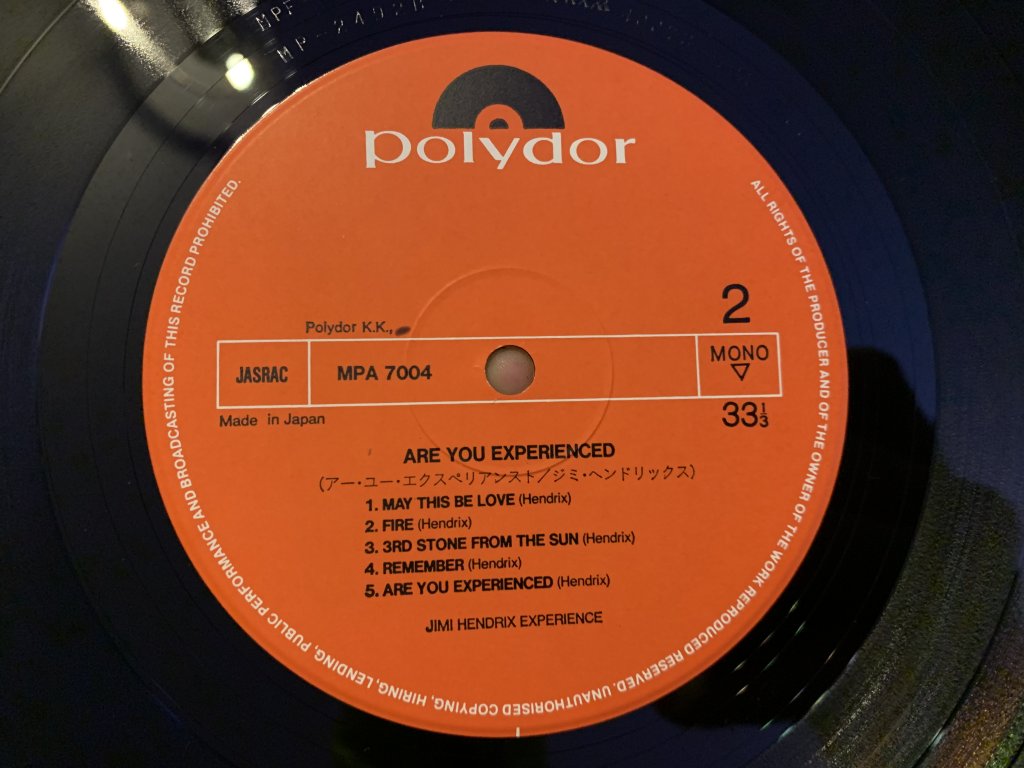 polydor
ALL RIGHTS OF THE PRODUCER AND OF THE OWNER OF THE WORK REPRODUCED RESERVED. UNAUTHORISED COPYING, HIRING, LENDING, PUBLIC PERFORMANCE AND BROADCASTING OF THIS RECORD PROHIBITED.
2
Polydor K.K.,
JASRAC
MPA 7004
MONO
Made in Japan
33 1/3
ARE YOU EXPERIENCED
(アー・ユー・エクスペリアンスト/ジミ・ヘンドリックス)
1. MAY THIS BE LOVE (Hendrix)
2. FIRE (Hendrix)
3. 3RD STONE FROM THE SUN (Hendrix)
4. REMEMBER (Hendrix)
5. ARE YOU EXPERIENCED (Hendrix)
JIMI HENDRIX EXPERIENCE